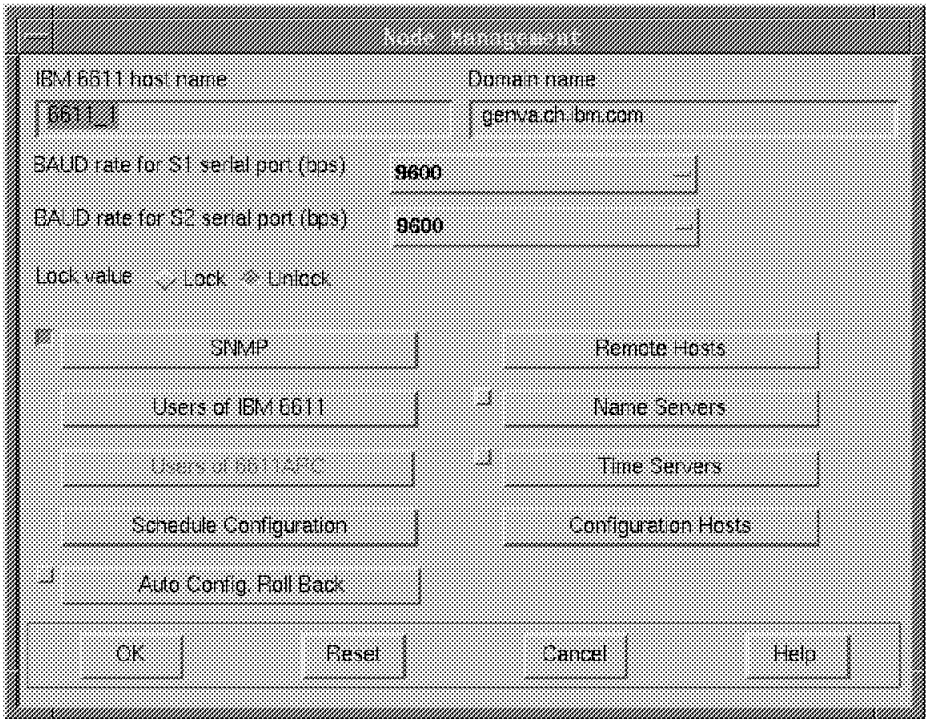 Node Management
IBM 6611 host name
Domain name
6611_1
genva.ch.ibm.com
BAUD rate for S1 serial port (bps)
9600
BAUD rate for S2 serial port (bps)
9600
Lock value Lock Unlock
SNMP
Remote Hosts
Users of IBM 6611
Name Servers
Users of 6611ARC
Time Servers
Schedule Configuration
Configuration Hosts
Auto Config. Roll Back
OK
Reset
Cancel
Help